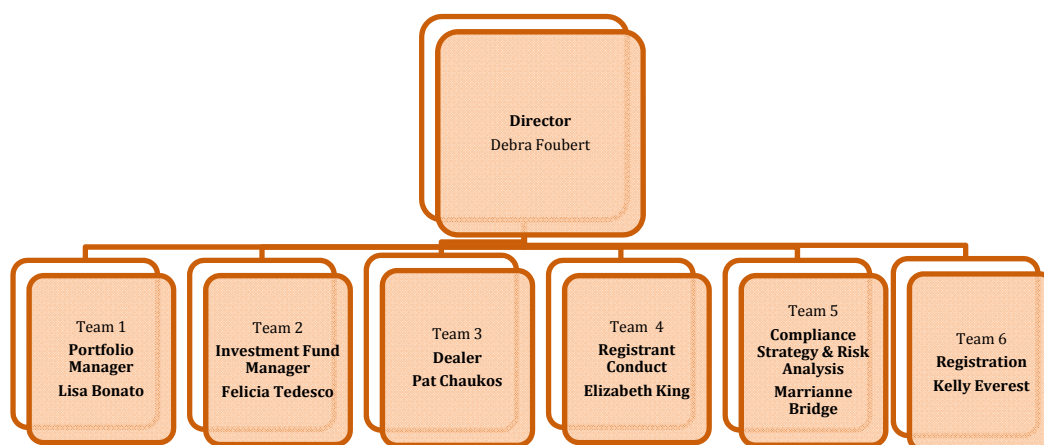 Director
Debra Foubert
Team 1
Portfolio
Manager
Lisa Bonato
Team 2
Investment Fund
Manager
Felicia Tedesco
Team 3
Dealer
Pat Chaukos
Team 4
Registrant
Conduct
Elizabeth King
Team 5
Compliance
Strategy & Risk
Analysis
Marrianne
Bridge
Team 6
Registration
Kelly Everest